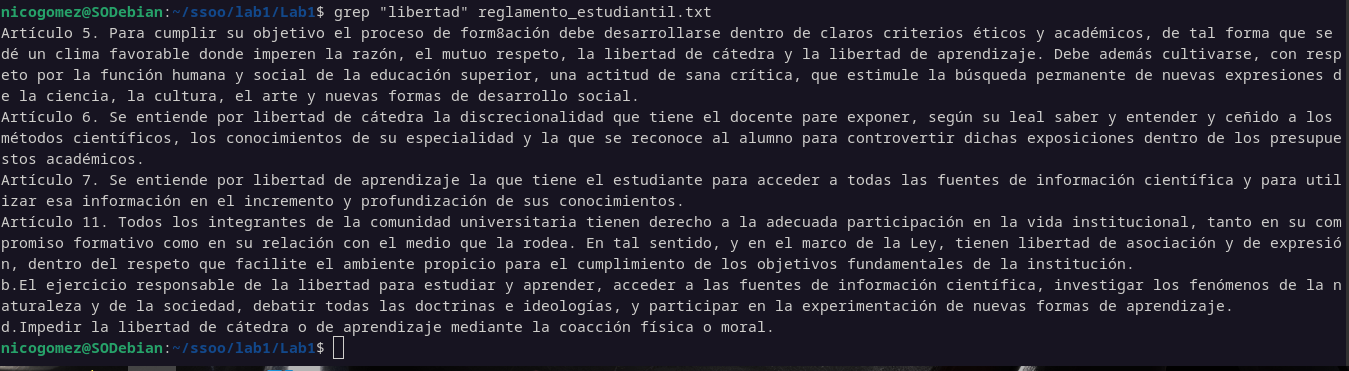 nicogomez@SODebian:~/ssoo/lab1/Lab1$ grep "libertad" reglamento_estudiantil.txt
Artículo 5. Para cumplir su objetivo el proceso de form8ación debe desarrollarse dentro de claros criterios éticos y académicos, de tal forma que se
dé un clima favorable donde imperen la razón, el mutuo respeto, la libertad de cátedra y la libertad de aprendizaje. Debe además cultivarse, con resp
eto por la función humana y social de la educación superior, una actitud de sana crítica, que estimule la búsqueda permanente de nuevas expresiones d
e la ciencia, la cultura, el arte y nuevas formas de desarrollo social.
Artículo 6. Se entiende por libertad de cátedra la discrecionalidad que tiene el docente pare exponer, según su leal saber y entender y ceñido a los
métodos científicos, los conocimientos de su especialidad y la que se reconoce al alumno para controvertir dichas exposiciones dentro de los presupue
stos académicos.
Artículo 7. Se entiende por libertad de aprendizaje la que tiene el estudiante para acceder a todas las fuentes de información científica y para util
izar esa información en el incremento y profundización de sus conocimientos.
Artículo 11. Todos los integrantes de la comunidad universitaria tienen derecho a la adecuada participación en la vida institucional, tanto en su com
promiso formativo como en su relación con el medio que la rodea. En tal sentido, y en el marco de la Ley, tienen libertad de asociación y de expresió
n, dentro del respeto que facilite el ambiente propicio para el cumplimiento de los objetivos fundamentales de la institución.
b.El ejercicio responsable de la libertad para estudiar y aprender, acceder a las fuentes de información científica, investigar los fenómenos de la n
aturaleza y de la sociedad, debatir todas las doctrinas e ideologías, y participar en la experimentación de nuevas formas de aprendizaje.
d.Impedir la libertad de cátedra o de aprendizaje mediante la coacción física o moral.
nicogomez@SODebian:~/ssoo/lab1/Lab1$